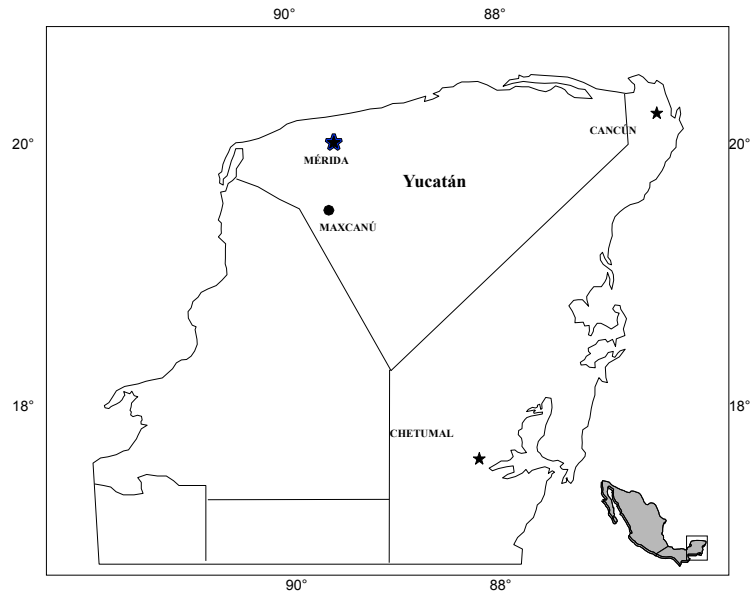 90°
88°
CANCÚN
20°
20°
MÉRIDA
Yucatán
MAXCANÚ
18°
18°
CHETUMAL
90°
88°